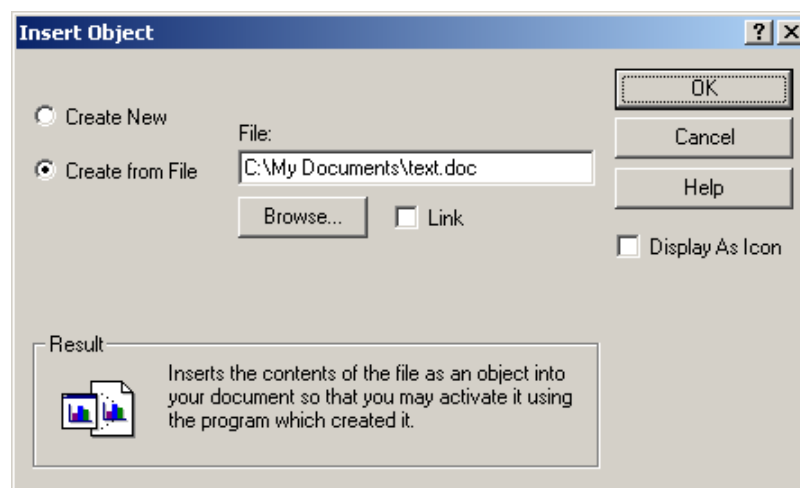 Insert Object
Create New
Create from File
File:
C:\My Documents\text.doc
Browse...
Link
OK
Cancel
Help
Display As Icon
Result
Inserts the contents of the file as an object into
your document so that you may activate it using
the program which created it.